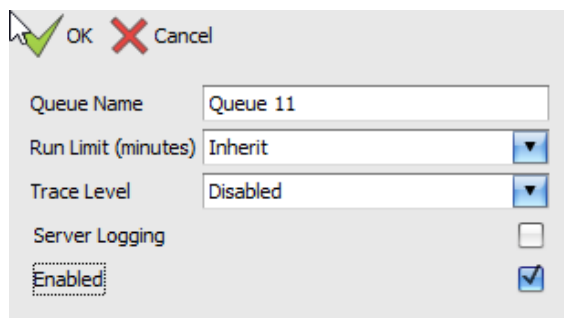 OK Cancel
Queue Name Queue 11
Run Limit (minutes) Inherit
Trace Level Disabled
Server Logging
Enabled